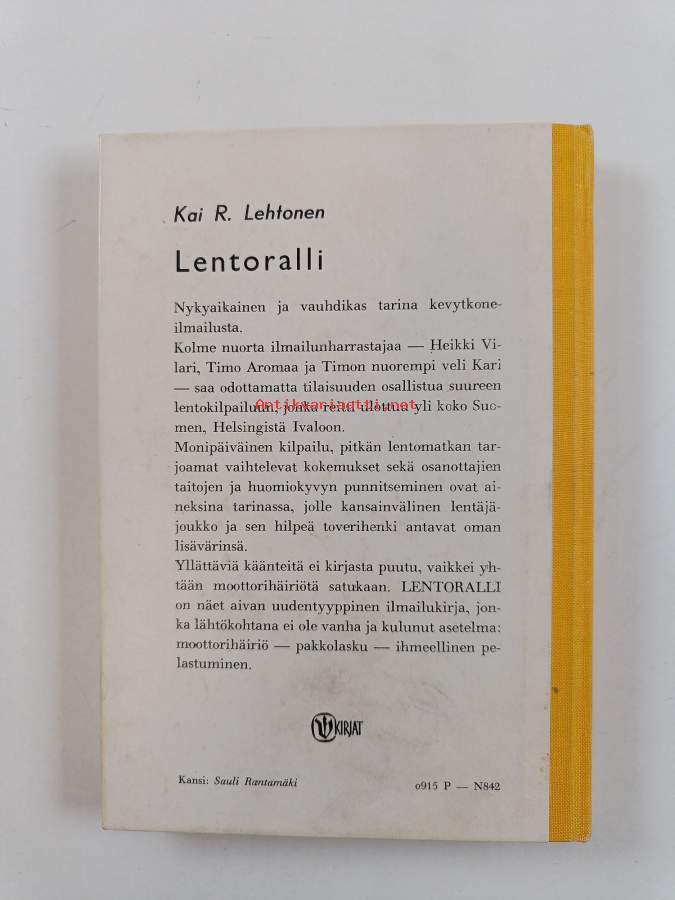 Kai R. Lehtonen
Lentoralli
Nykyaikainen ja vauhdikas tarina kevytkone-
ilmailusta.
Kolme nuorta ilmailunharrastajaa — Heikki Vi-
lari, Timo Aromaa ja Timon nuorempi veli Kari
— saa odottamatta tilaisuuden osallistua suureen
lentokilpailuun, jonka reitti ulottuu yli koko Suo-
Antikvariaatti.net
men, Helsingistä Ivaloon.
Monipäiväinen kilpailu, pitkän lentomatkan tar-
joamat vaihtelevat kokemukset sekä osanottajien
taitojen ja huomiokyvyn punnitseminen ovat ai-
neksina tarinassa, jolle kansainvälinen lentäjä-
joukko ja sen hilpeä toverihenki antavat oman
lisävärinsä.
Yllättäviä käänteitä ei kirjasta puutu, vaikkei yh-
tään moottorihäiriötä satukaan. LENTORALLI
on näet aivan uudentyyppinen ilmailukirja, jon-
ka lähtökohtana ei ole vanha ja kulunut asetelma:
moottorihäiriö — pakkolasku — ihmeellinen pe-
lastuminen.
KIRJAT
Kansi: Sauli Rantamäki
0915 P — N842